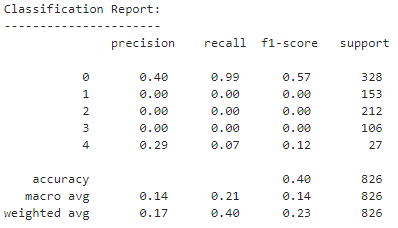 Classification Report:
----------------------
precision recall f1-score support
0 0.40 0.99 0.57 328
1 0.00 0.00 0.00 153
2 0.00 0.00 0.00 212
3 0.00 0.00 0.00 106
4 0.29 0.07 0.12 27
accuracy 0.40 826
macro avg 0.14 0.21 0.14 826
weighted avg 0.17 0.40 0.23 826